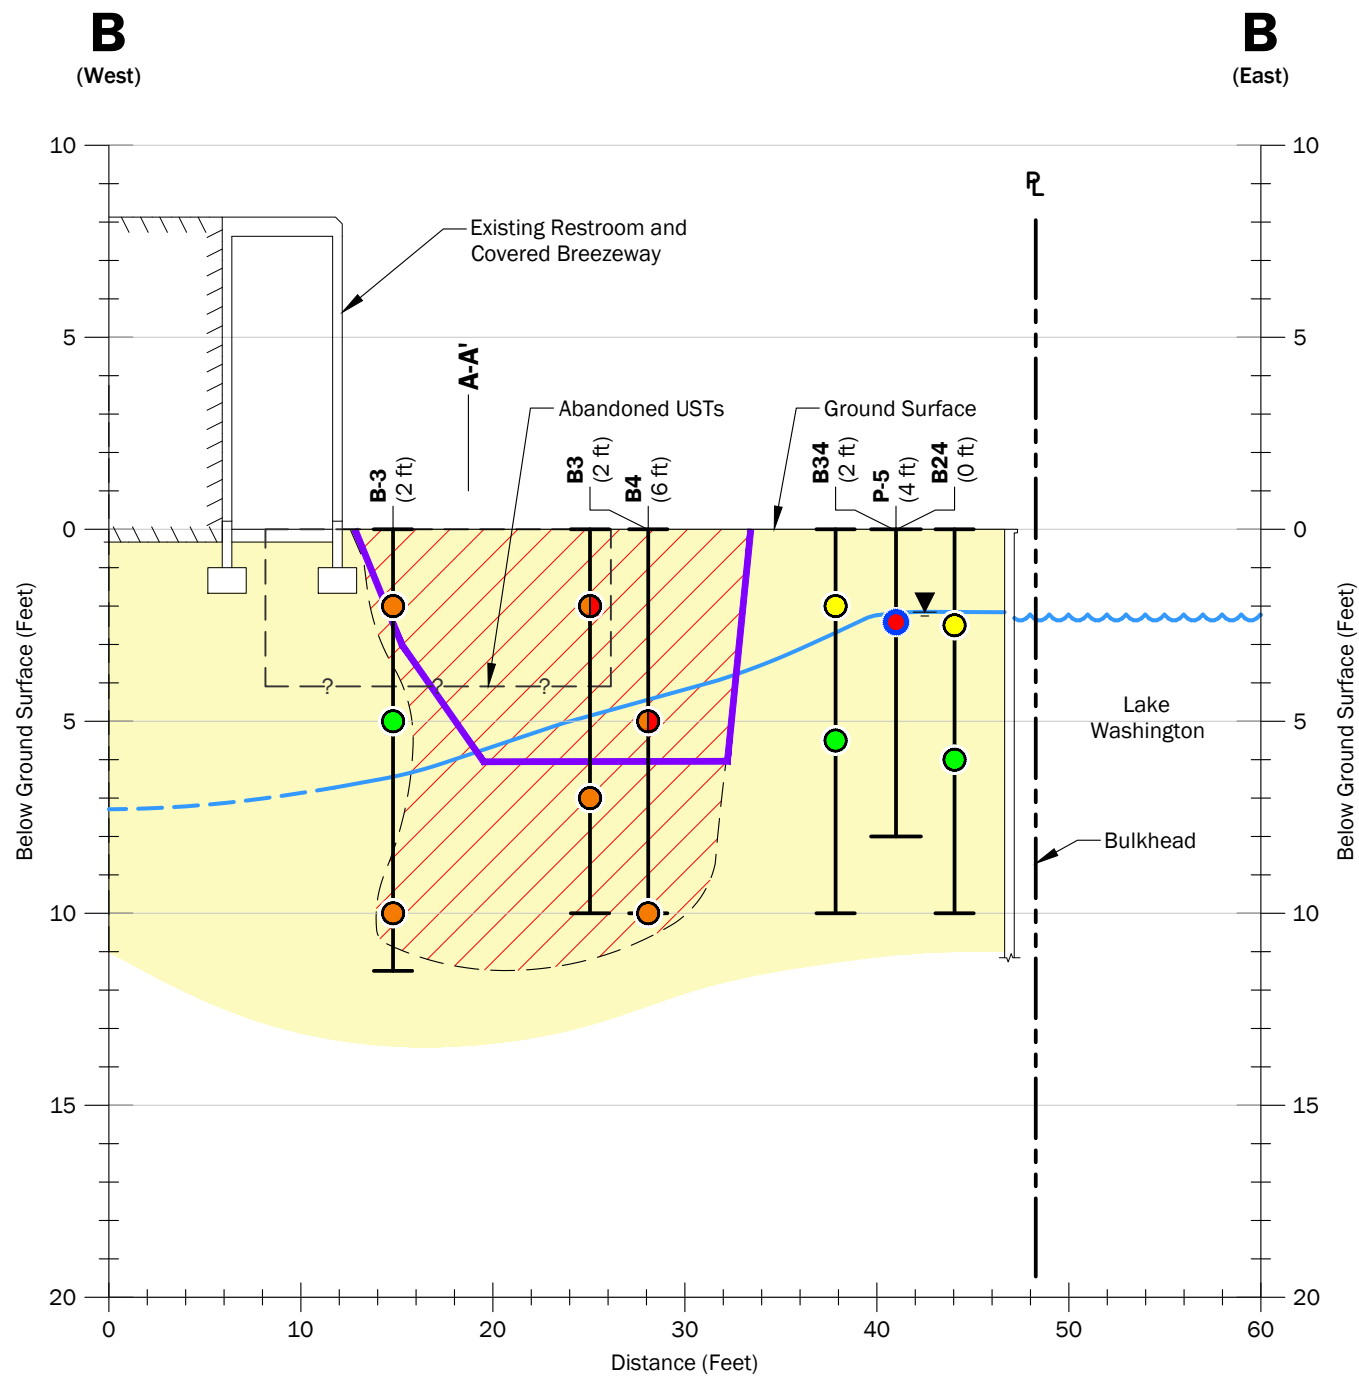 B
(West)
B
(East)
10
10
PL
Existing Restroom and
Covered Breezeway
5
5
A-A'
Abandoned USTs
Ground Surface
B-3
(2 ft)
B3
(2 ft)
B4
(6 ft)
B34
(2 ft)
P-5
(4 ft)
B24
(0 ft)
0
0
? ? ?
Lake
Washington
5
5
Bulkhead
10
10
15
15
20
20
Below Ground Surface (Feet)
Below Ground Surface (Feet)
0 10 20 30 40 50 60
Distance (Feet)